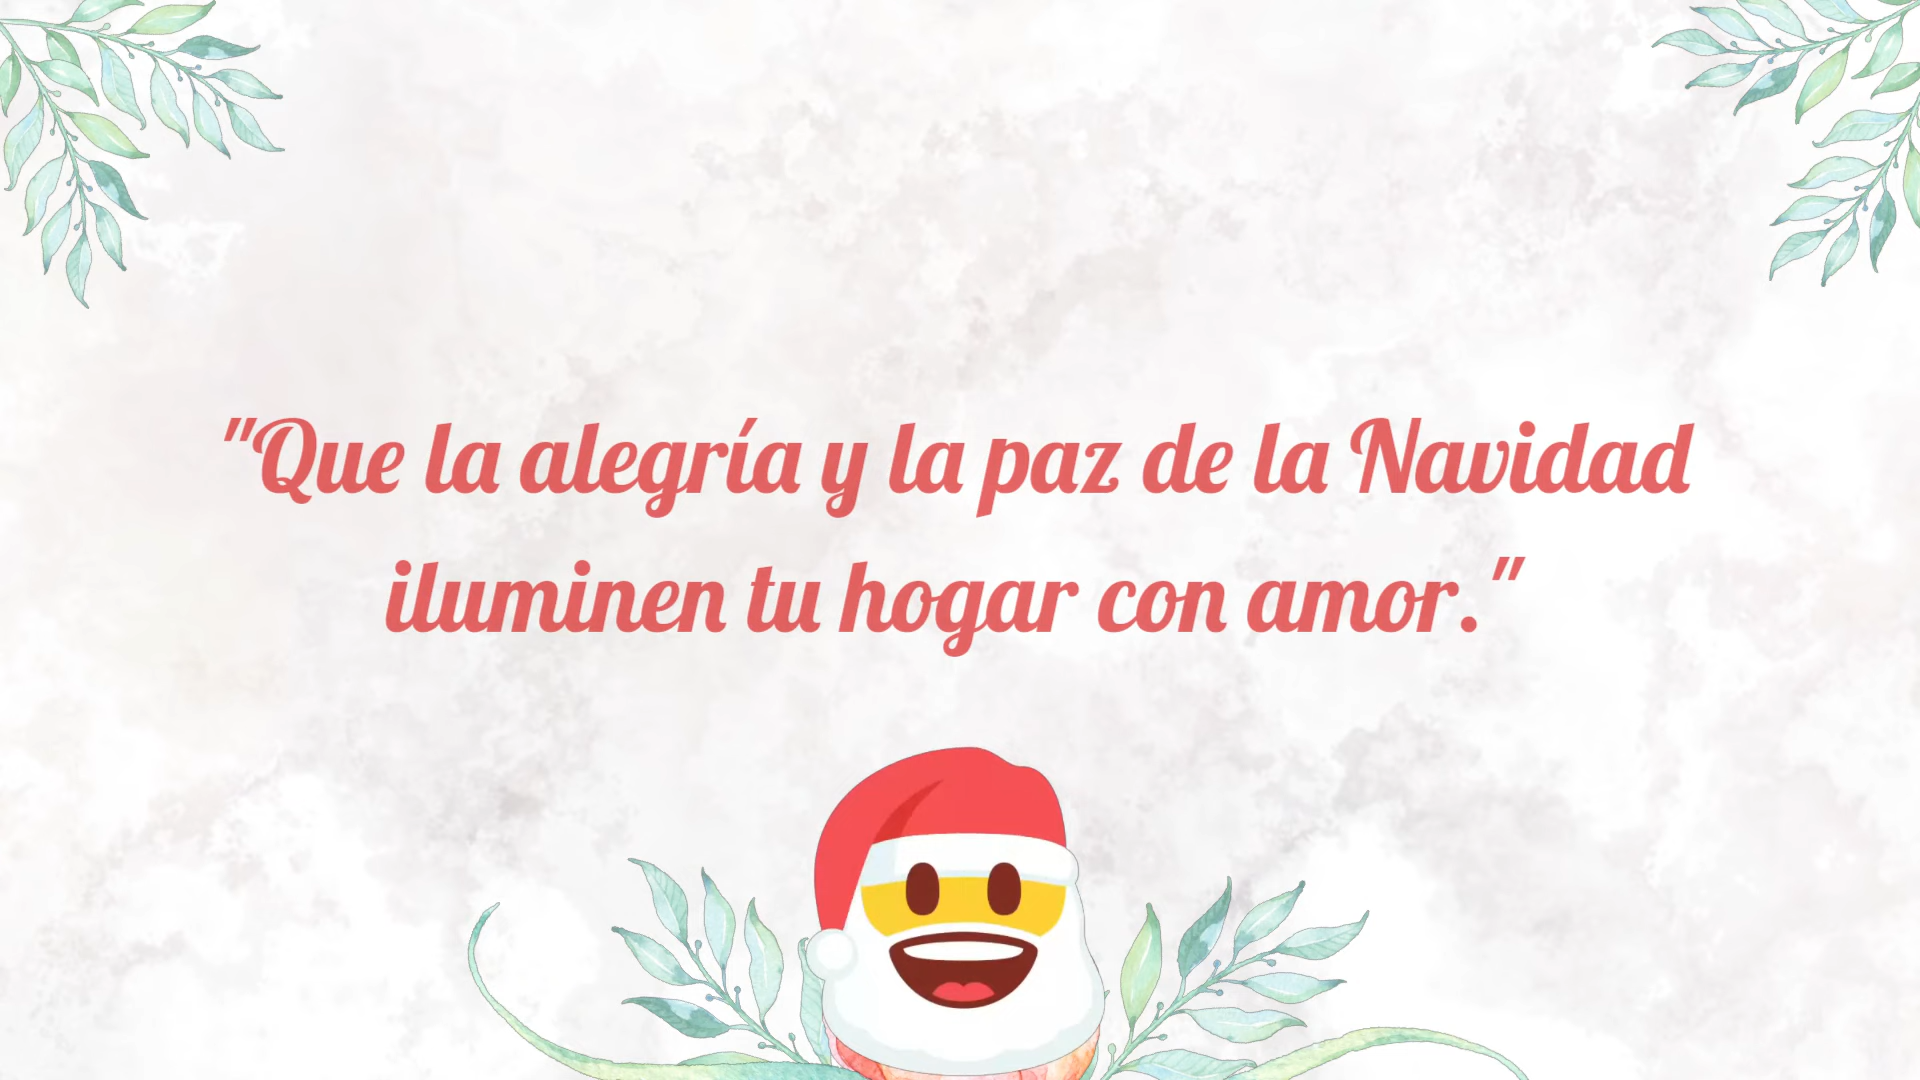 "Que la alegría y la paz de la Navidad
iluminen tu hogar con amor."